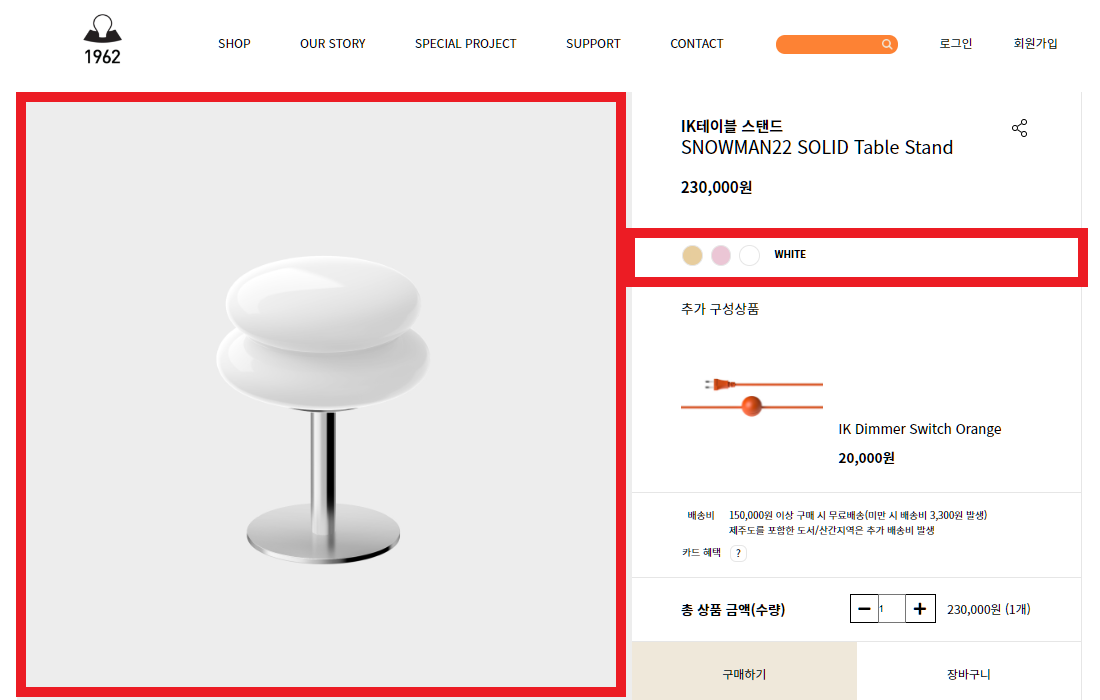 1962
SHOP OUR STORY SPECIAL PROJECT SUPPORT CONTACT 로그인 회원가입
IK테이블 스탠드
SNOWMAN22 SOLID Table Stand
230,000원
WHITE
추가 구성상품
IK Dimmer Switch Orange
20,000원
배송비 150,000원 이상 구매 시 무료배송(미만 시 배송비 3,300원 발생)
제주도를 포함한 도서/산간지역은 추가 배송비 발생
카드 혜택 ?
총 상품 금액(수량) 1 230,000원 (1개)
구매하기 장바구니